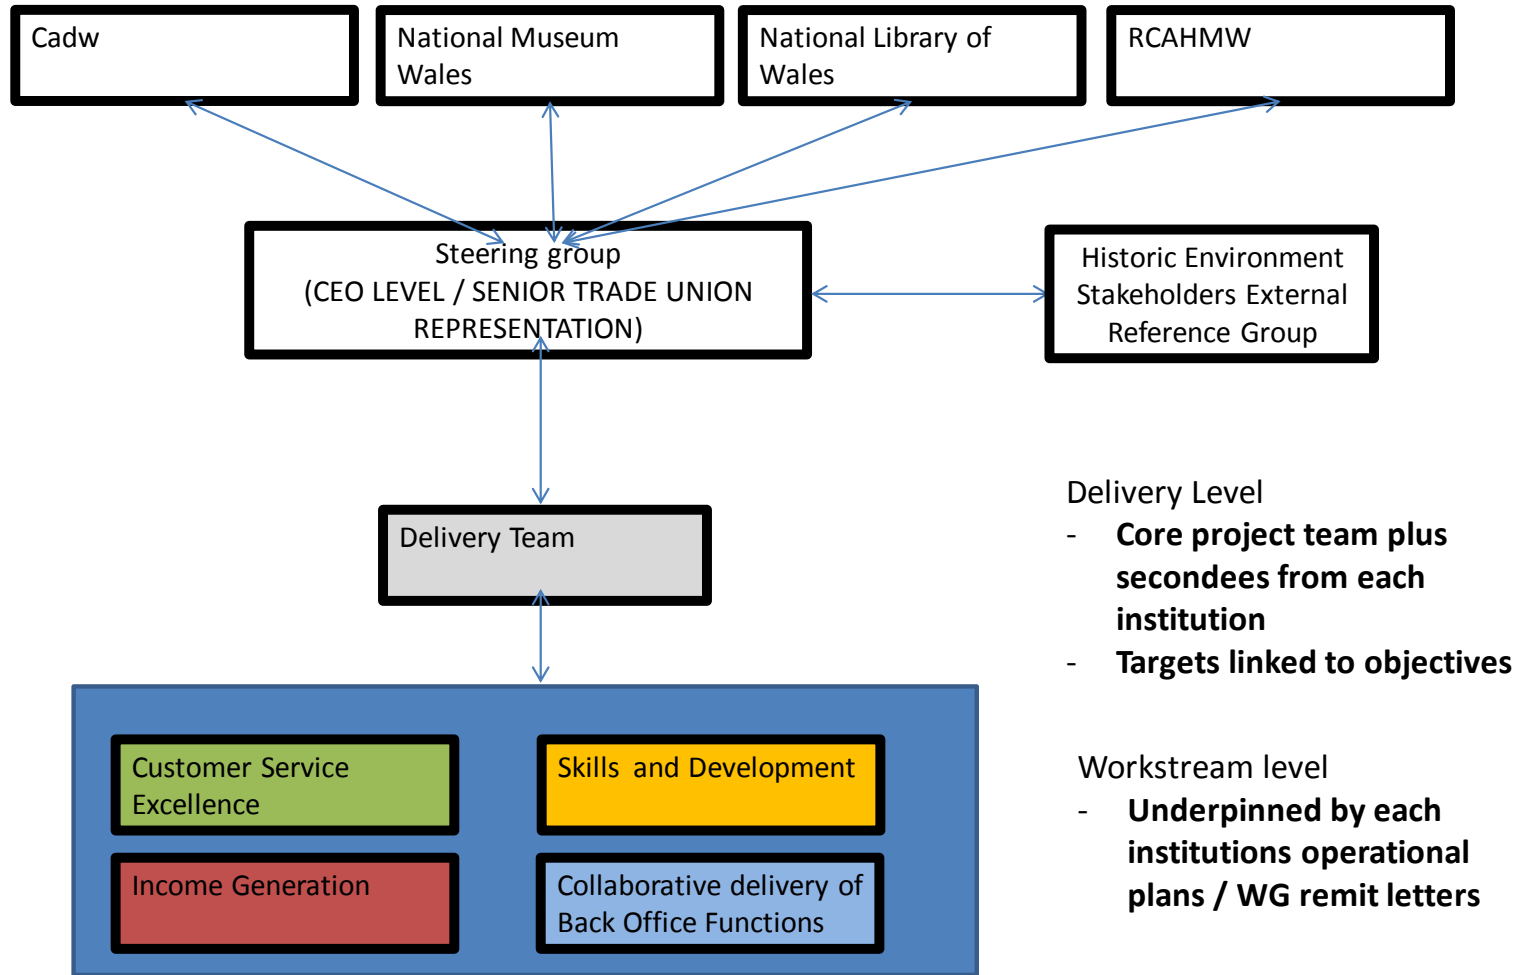 Cadw
National Museum
Wales
National Library of
Wales
RCAHMW
Steering group
(CEO LEVEL / SENIOR TRADE UNION
REPRESENTATION)
Historic Environment
Stakeholders External
Reference Group
Delivery Team
Delivery Level
- Core project team plus
secondees from each
institution
- Targets linked to objectives
Customer Service
Excellence
Skills and Development
Income Generation
Collaborative delivery of
Back Office Functions
Workstream level
- Underpinned by each
institutions operational
plans / WG remit letters